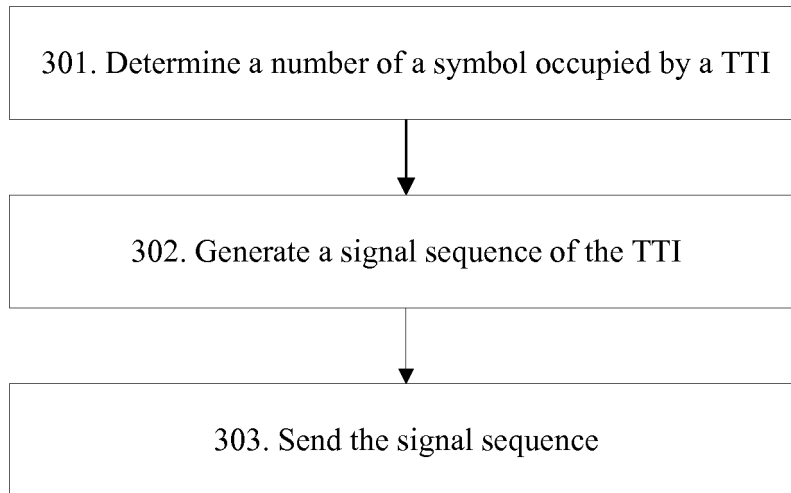 301. Determine a number of a symbol occupied by a TTI
302. Generate a signal sequence of the TTI
303. Send the signal sequence